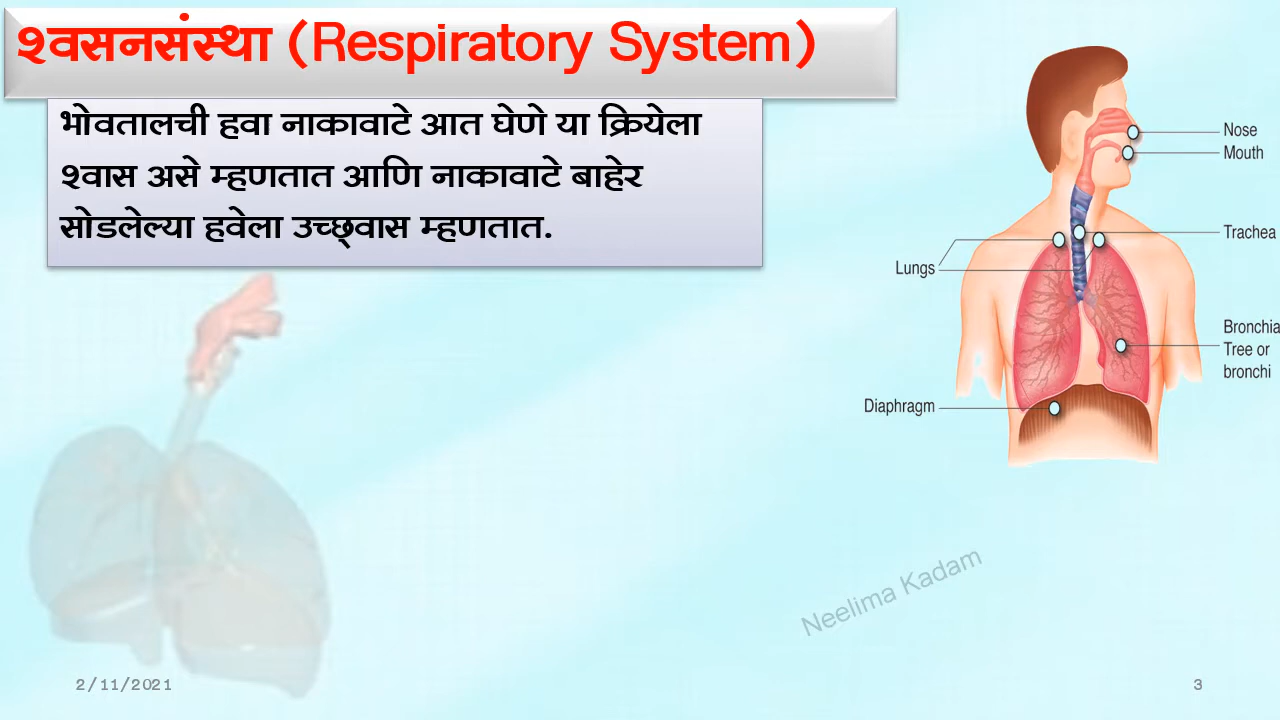 श्वसनसंस्था (Respiratory System)
भोवतालची हवा नाकावाटे आत घेणे या क्रियेला
श्वास असे म्हणतात आणि नाकावाटे बाहेर
सोडलेल्या हवेला उच्छ्वास म्हणतात.
Nose
Mouth
Trachea
Lungs
Bronchia
Tree or
bronchi
Diaphragm
Neelima Kadam
2/11/2021
3